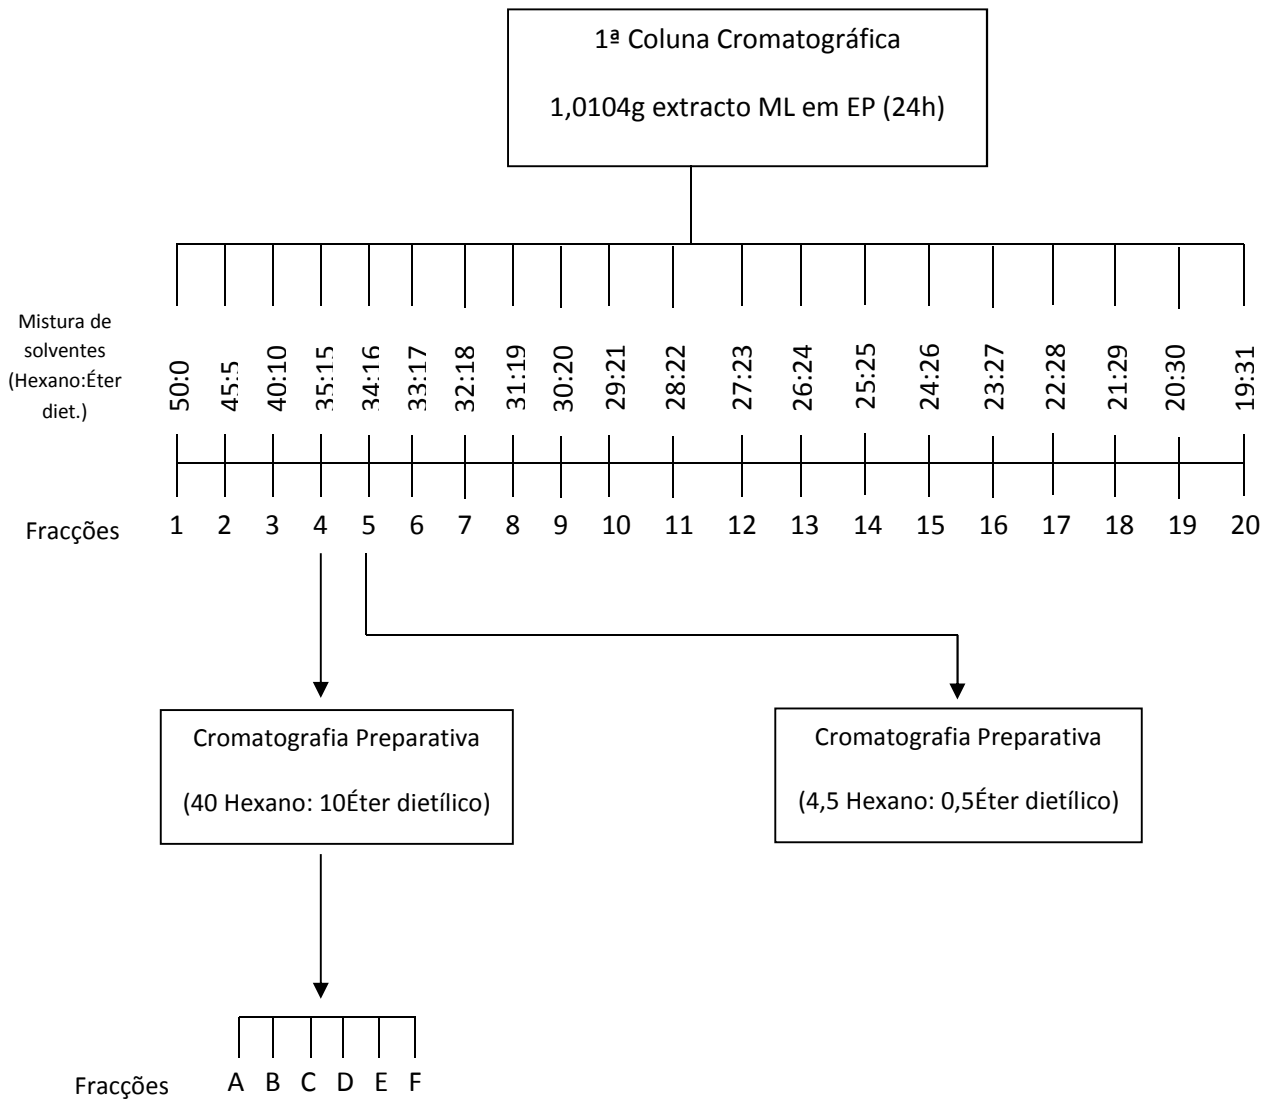 1ª Coluna Cromatográfica
1,0104g extracto ML em EP (24h)
Mistura de
solventes
(Hexano:Éter
diet.)
50:0
45:5
40:10
35:15
34:16
33:17
32:18
31:19
30:20
29:21
28:22
27:23
26:24
25:25
24:26
23:27
22:28
21:29
20:30
19:31
Fracções 1 2 3 4 5 6 7 8 9 10 11 12 13 14 15 16 17 18 19 20
Cromatografia Preparativa
(40 Hexano: 10Éter dietílico)
Cromatografia Preparativa
(4,5 Hexano: 0,5Éter dietílico)
Fracções A B C D E F